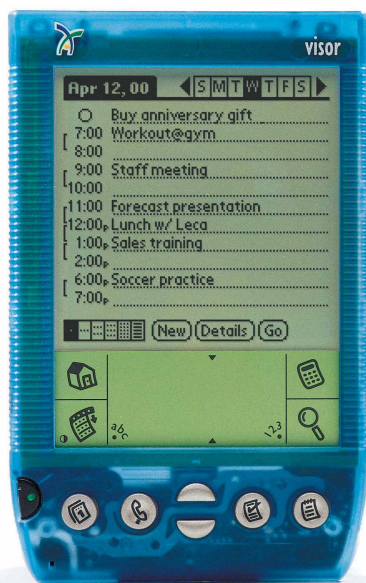 visor
Apr 12, 00 S M T W T F S
Buy anniversary gift
7:00 Workout@gym
8:00
9:00 Staff meeting
10:00
11:00 Forecast presentation
12:00P Lunch w/ Leca
1:00P Sales training
2:00P
6:00P Soccer practice
7:00P
New Details Go
abc 123
1